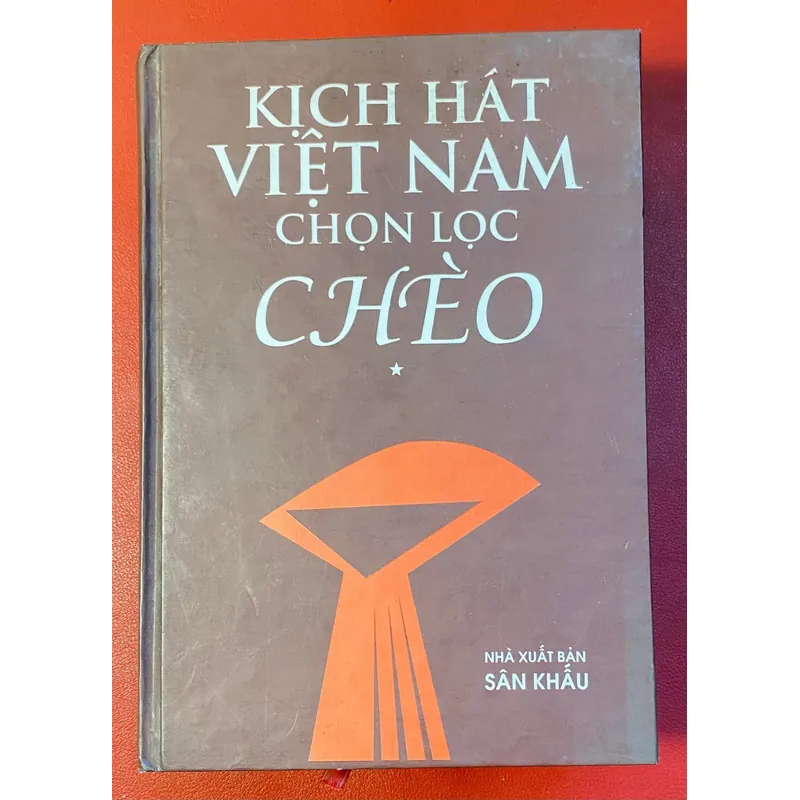 KỊCH HÁT
VIỆT NAM
CHỌN LỌC
CHÈO
NHÀ XUẤT BẢN
SÂN KHẤU